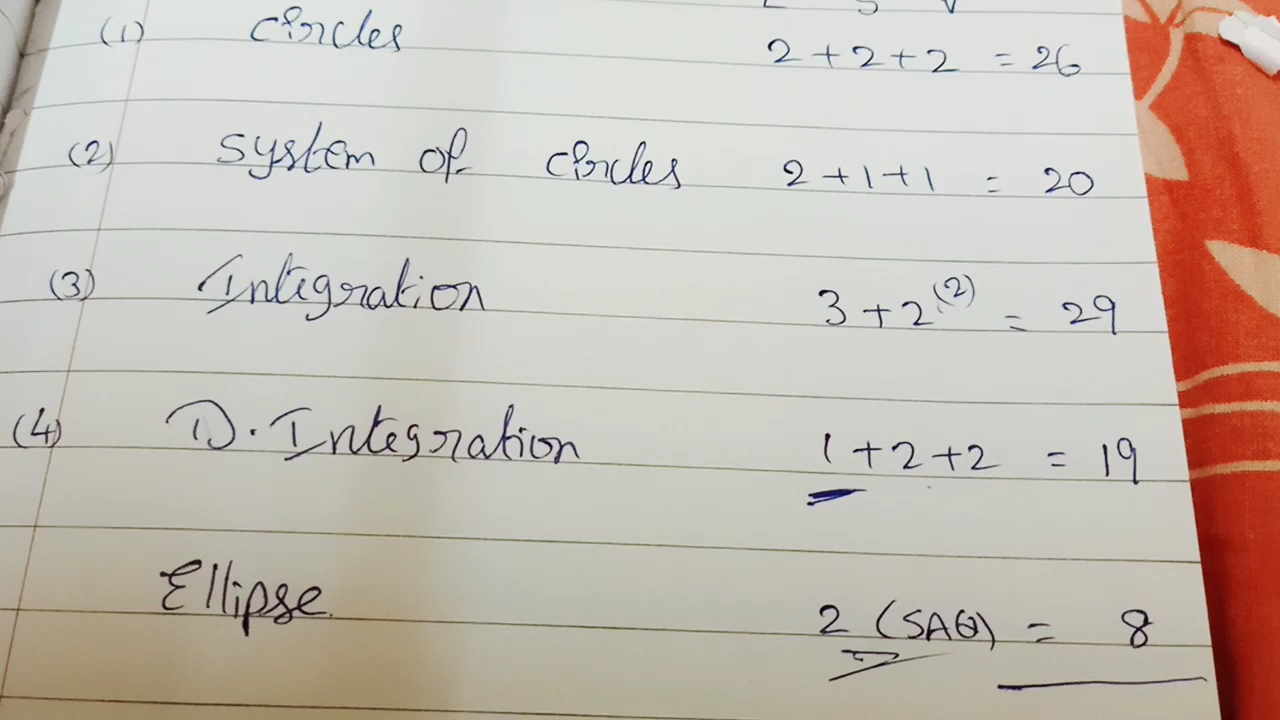 (1) Circles 2 + 2 + 2 = 26
(2) System of circles 2 + 1 + 1 = 20
(3) Integration 3 + 2 (2) = 29
(4) D. Integration 1 + 2 + 2 = 19
Ellipse. 2 (SAQ) = 8